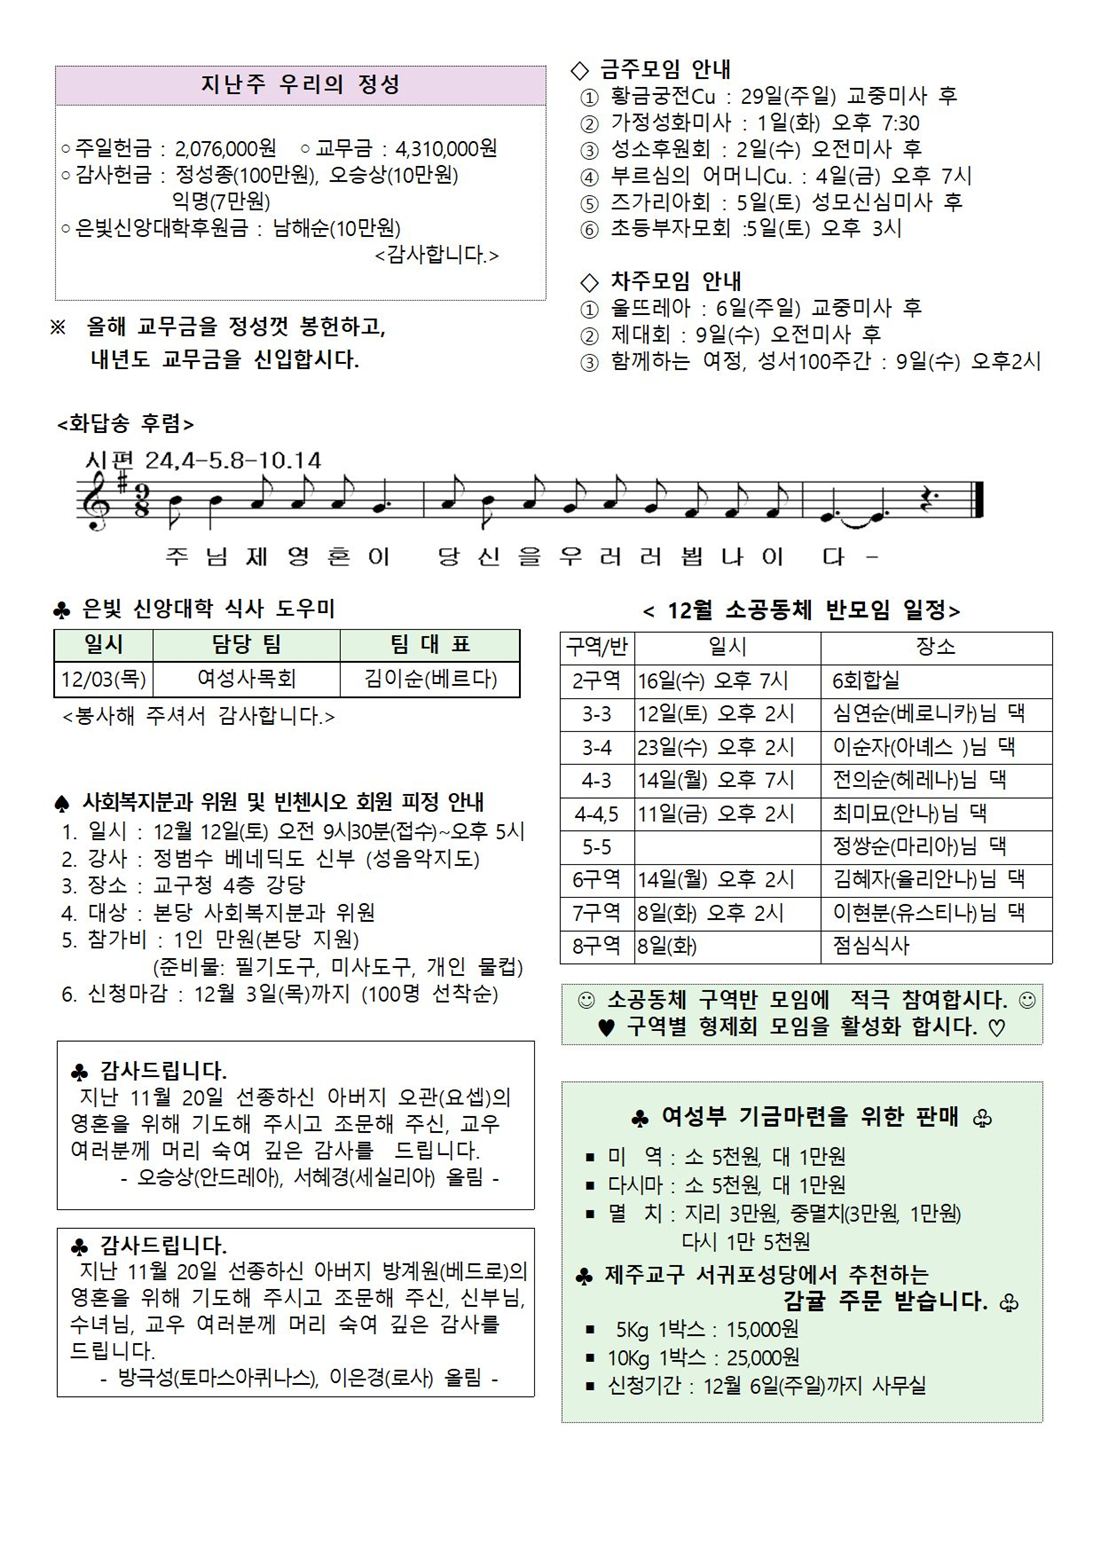 지난주 우리의 정성
○ 주일헌금 : 2,076,000원 ○ 교무금 : 4,310,000원
○ 감사헌금 : 정성종(100만원), 오승상(10만원)
익명(7만원)
○ 은빛신앙대학후원금 : 남해순(10만원)
<감사합니다.>
※ 올해 교무금을 정성껏 봉헌하고,
내년도 교무금을 신입합시다.
◇ 금주모임 안내
① 황금궁전Cu : 29일(주일) 교중미사 후
② 가정성화미사 : 1일(화) 오후 7:30
③ 성소후원회 : 2일(수) 오전미사 후
④ 부르심의 어머니Cu. : 4일(금) 오후 7시
⑤ 즈가리아회 : 5일(토) 성모신심미사 후
⑥ 초등부자모회 :5일(토) 오후 3시
◇ 차주모임 안내
① 울뜨레아 : 6일(주일) 교중미사 후
② 제대회 : 9일(수) 오전미사 후
③ 함께하는 여정, 성서100주간 : 9일(수) 오후2시
<화답송 후렴>
시편 24,4-5.8-10.14
9
8
주 님 제 영 혼 이 당 신 을 우 러 러 뵙 나 이 다 -
♣ 은빛 신앙대학 식사 도우미
일시 담당 팀 팀 대 표
12/03(목) 여성사목회 김이순(베르다)
<봉사해 주셔서 감사합니다.>
♠ 사회복지분과 위원 및 빈첸시오 회원 피정 안내
1. 일시 : 12월 12일(토) 오전 9시30분(접수)~오후 5시
2. 강사 : 정범수 베네딕도 신부 (성음악지도)
3. 장소 : 교구청 4층 강당
4. 대상 : 본당 사회복지분과 위원
5. 참가비 : 1인 만원(본당 지원)
(준비물: 필기도구, 미사도구, 개인 물컵)
6. 신청마감 : 12월 3일(목)까지 (100명 선착순)
♣ 감사드립니다.
지난 11월 20일 선종하신 아버지 오관(요셉)의
영혼을 위해 기도해 주시고 조문해 주신, 교우
여러분께 머리 숙여 깊은 감사를 드립니다.
- 오승상(안드레아), 서혜경(세실리아) 올림 -
♣ 감사드립니다.
지난 11월 20일 선종하신 아버지 방계원(베드로)의
영혼을 위해 기도해 주시고 조문해 주신, 신부님,
수녀님, 교우 여러분께 머리 숙여 깊은 감사를
드립니다.
- 방극성(토마스아퀴나스), 이은경(로사) 올림 -
< 12월 소공동체 반모임 일정>
구역/반 일시 장소
2구역 16일(수) 오후 7시 6회합실
3-3 12일(토) 오후 2시 심연순(베로니카)님 댁
3-4 23일(수) 오후 2시 이순자(아녜스 )님 댁
4-3 14일(월) 오후 7시 전의순(헤레나)님 댁
4-4,5 11일(금) 오후 2시 최미묘(안나)님 댁
5-5 정쌍순(마리아)님 댁
6구역 14일(월) 오후 2시 김혜자(율리안나)님 댁
7구역 8일(화) 오후 2시 이현분(유스티나)님 댁
8구역 8일(화) 점심식사
☺ 소공동체 구역반 모임에 적극 참여합시다. ☺
♥ 구역별 형제회 모임을 활성화 합시다. ♡
♣ 여성부 기금마련을 위한 판매 ♧
▪ 미 역 : 소 5천원, 대 1만원
▪ 다시마 : 소 5천원, 대 1만원
▪ 멸 치 : 지리 3만원, 중멸치(3만원, 1만원)
다시 1만 5천원
♣ 제주교구 서귀포성당에서 추천하는
감귤 주문 받습니다. ♧
▪ 5Kg 1박스 : 15,000원
▪ 10Kg 1박스 : 25,000원
▪ 신청기간 : 12월 6일(주일)까지 사무실